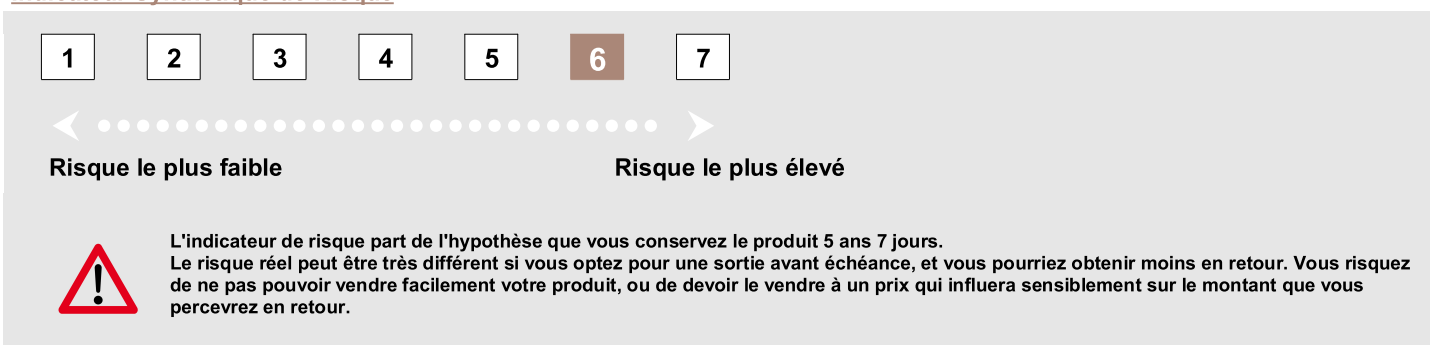 1 2 3 4 5 6 7
Risque le plus faible Risque le plus élevé
L'indicateur de risque part de l'hypothèse que vous conservez le produit 5 ans 7 jours.
Le risque réel peut être très différent si vous optez pour une sortie avant échéance, et vous pourriez obtenir moins en retour. Vous risquez
de ne pas pouvoir vendre facilement votre produit, ou de devoir le vendre à un prix qui influera sensiblement sur le montant que vous
percevrez en retour.